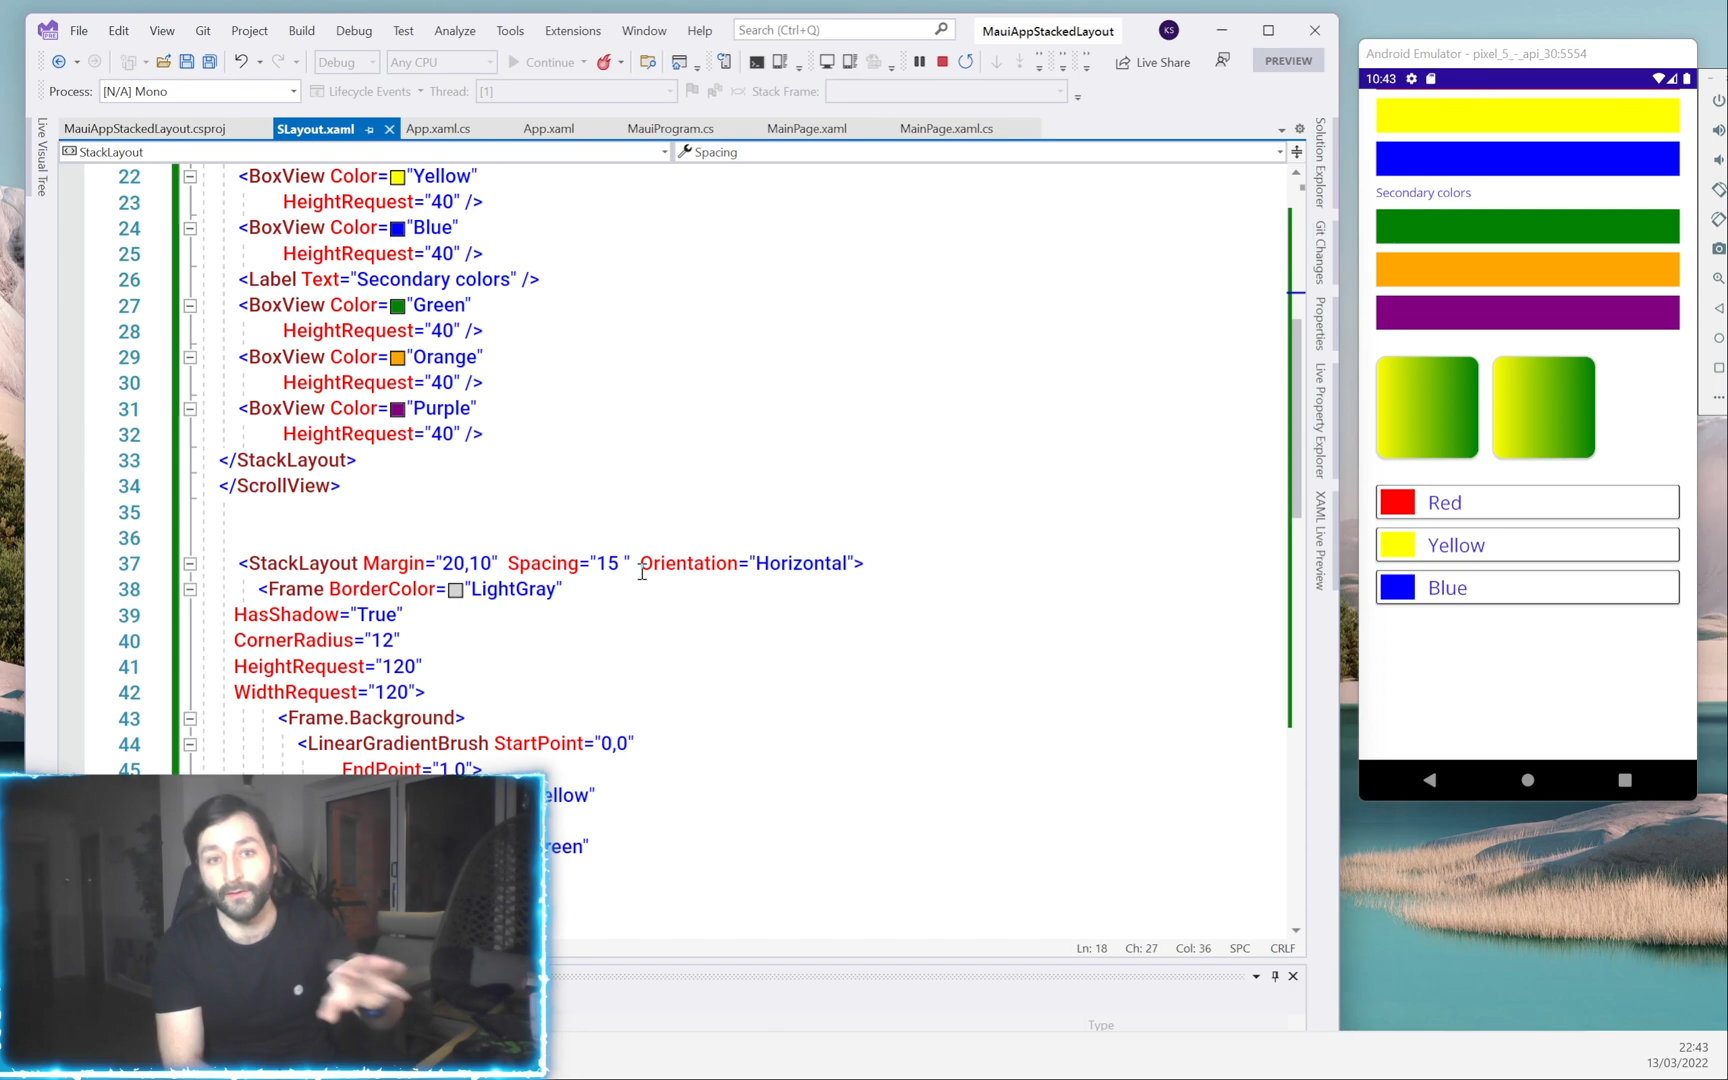 File Edit View Git Project Build Debug Test Analyze Tools Extensions Window Help Search (Ctrl+Q) MauiAppStackedLayout KS
Debug Any CPU Continue Live Share PREVIEW
Process: [N/A] Mono Lifecycle Events Thread: [1] Stack Frame:
MauiAppStackedLayout.csproj SLayout.xaml App.xaml.cs App.xaml MauiProgram.cs MainPage.xaml MainPage.xaml.cs
StackLayout Spacing
Live Visual Tree
22 <BoxView Color="Yellow"
23 HeightRequest="40" />
24 <BoxView Color="Blue"
25 HeightRequest="40" />
26 <Label Text="Secondary colors" />
27 <BoxView Color="Green"
28 HeightRequest="40" />
29 <BoxView Color="Orange"
30 HeightRequest="40" />
31 <BoxView Color="Purple"
32 HeightRequest="40" />
33 </StackLayout>
34 </ScrollView>
35
36
37 <StackLayout Margin="20,10" Spacing="15 " Orientation="Horizontal">
38 <Frame BorderColor="LightGray"
39 HasShadow="True"
40 CornerRadius="12"
41 HeightRequest="120"
42 WidthRequest="120">
43 <Frame.Background>
44 <LinearGradientBrush StartPoint="0,0"
45 EndPoint="1,0">
ellow"
reen"
Ln: 18 Ch: 27 Col: 36 SPC CRLF
Type
Solution Explorer
Git Changes
Properties
Live Property Explorer
XAML Live Preview
Android Emulator - pixel_5_-_api_30:5554
10:43
Secondary colors
Red
Yellow
Blue
22:43
13/03/2022